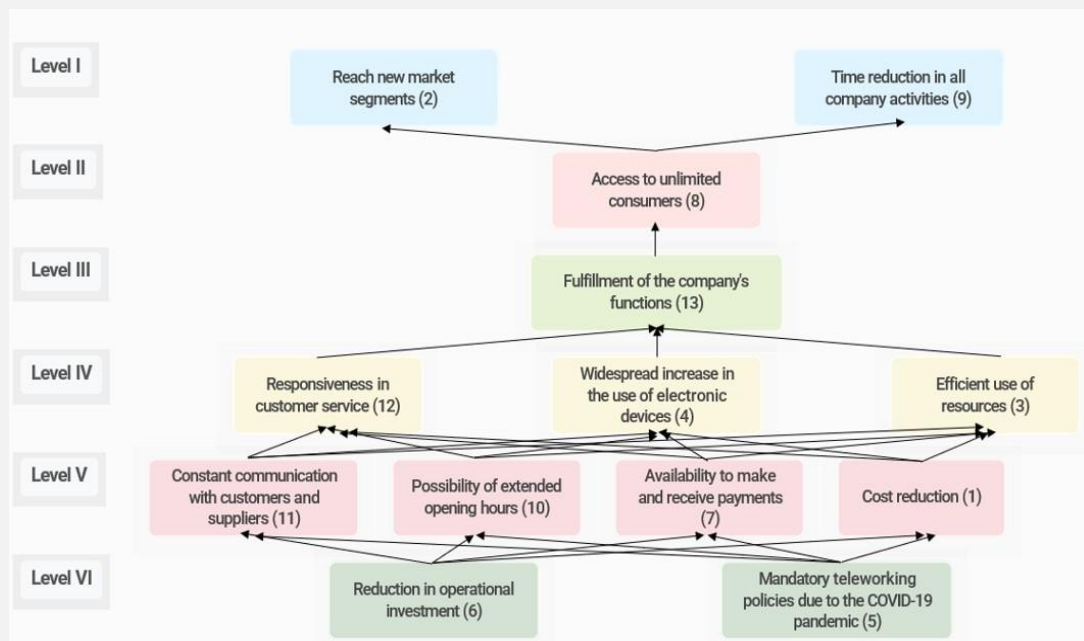 Level I
Reach new market
segments (2)
Time reduction in all
company activities (9)
Level II
Access to unlimited
consumers (8)
Level III
Fulfillment of the company's
functions (13)
Level IV
Responsiveness in
customer service (12)
Widespread increase in
the use of electronic
devices (4)
Efficient use of
resources (3)
Level V
Constant communication
with customers and
suppliers (11)
Possibility of extended
opening hours (10)
Availability to make
and receive payments
(7)
Cost reduction (1)
Level VI
Reduction in operational
investment (6)
Mandatory teleworking
policies due to the COVID-19
pandemic (5)